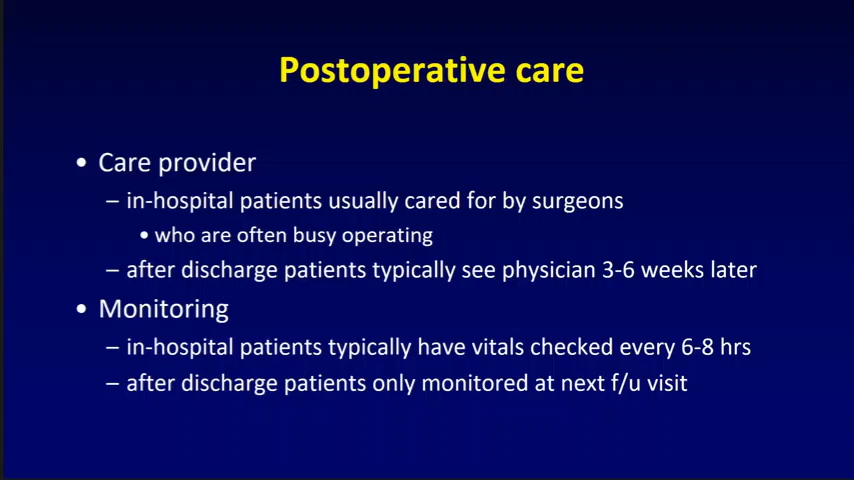 Postoperative care
• Care provider
– in-hospital patients usually cared for by surgeons
• who are often busy operating
– after discharge patients typically see physician 3-6 weeks later
• Monitoring
– in-hospital patients typically have vitals checked every 6-8 hrs
– after discharge patients only monitored at next f/u visit